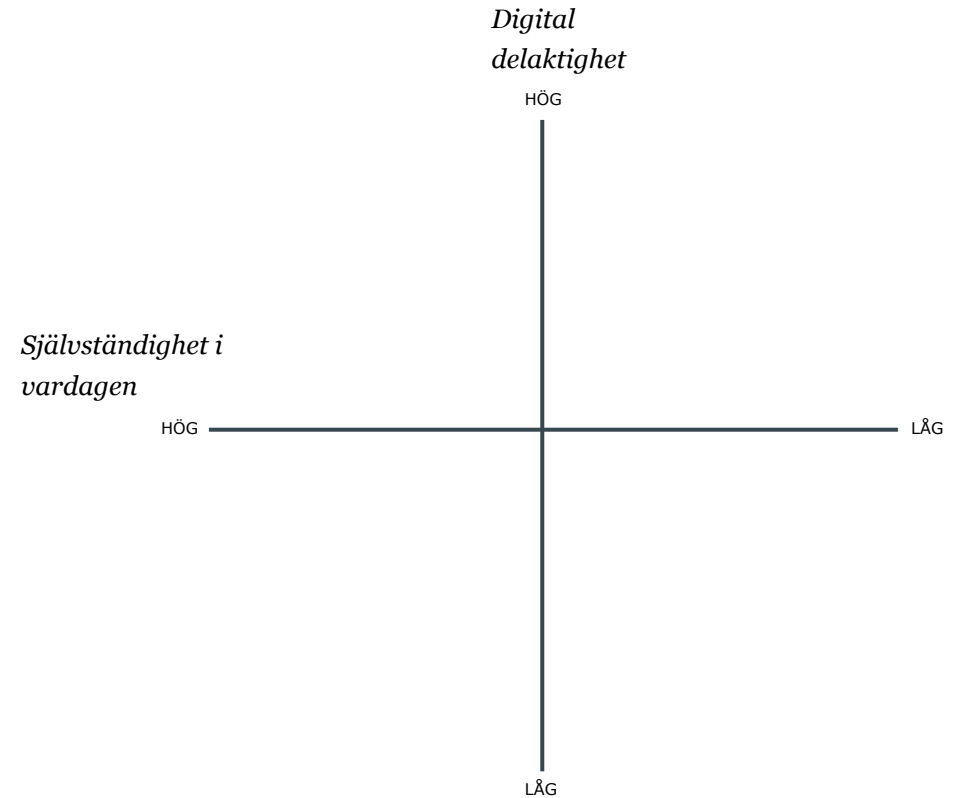 Digital
delaktighet
HÖG
Självständighet i
vardagen
HÖG
LÅG
LÅG